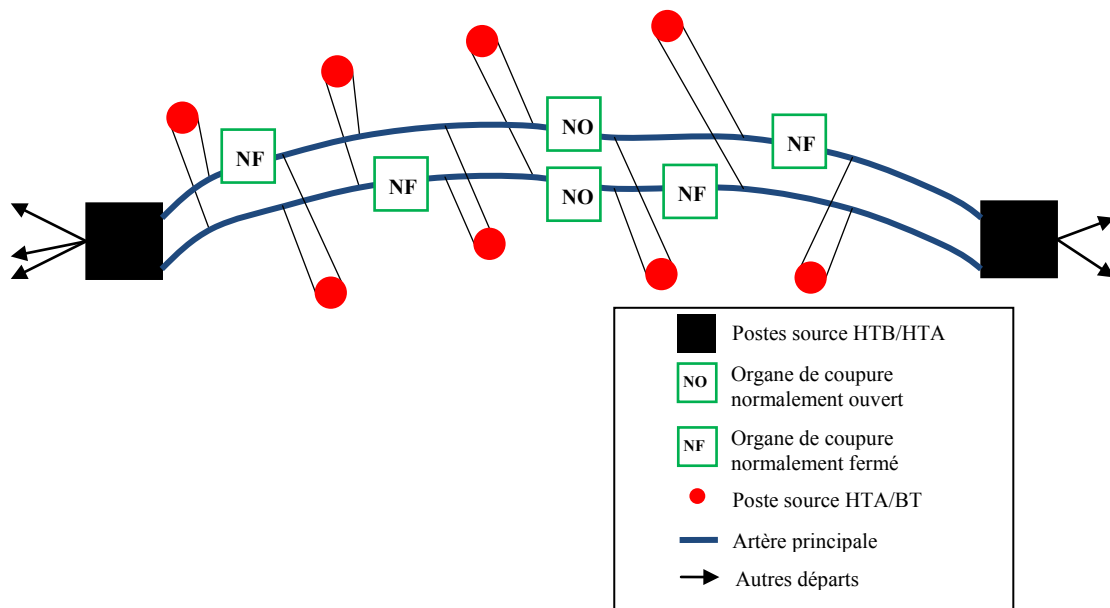 NO
NF
NF
NF
NO
NF
Postes source HTB/HTA
NO
Organe de coupure
normalement ouvert
NF
Organe de coupure
normalement fermé
Poste source HTA/BT
Artère principale
Autres départs